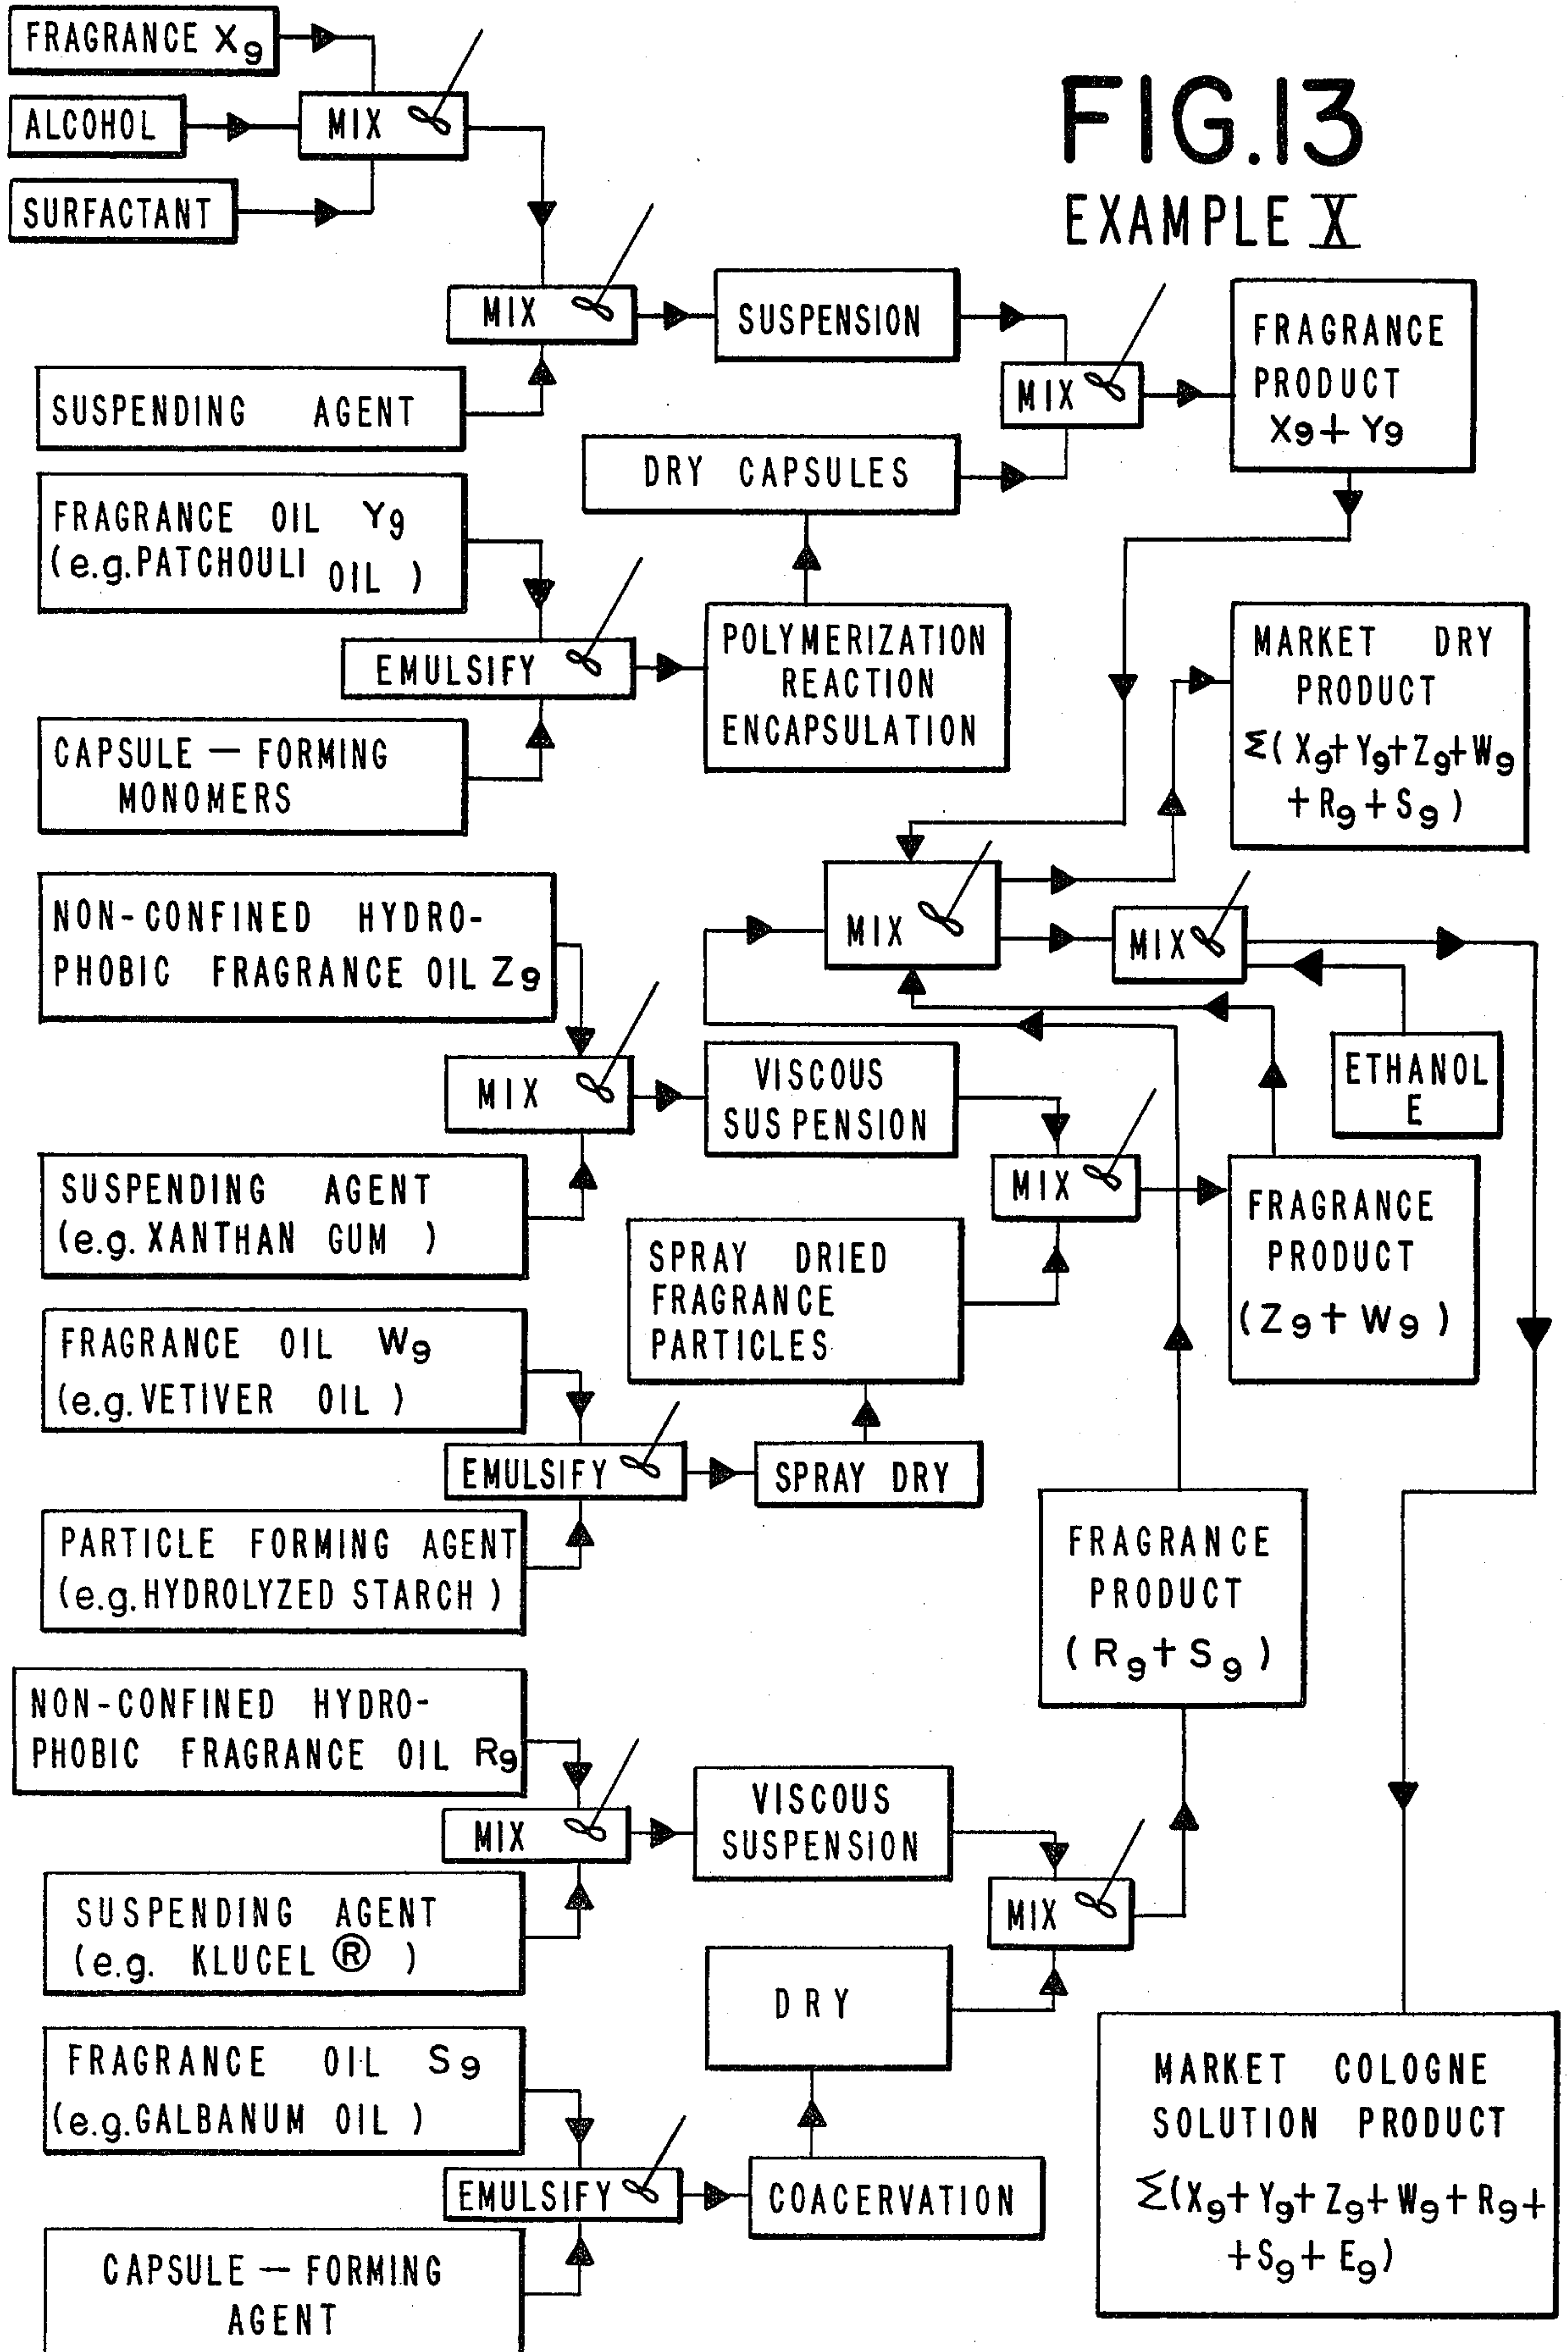 FIG.13
EXAMPLE X
FRAGRANCE X9
ALCOHOL
MIX
SURFACTANT
MIX
SUSPENSION
SUSPENDING AGENT
MIX
FRAGRANCE
PRODUCT
X9+Y9
DRY CAPSULES
FRAGRANCE OIL Y9
(e.g. PATCHOULI OIL )
EMULSIFY
POLYMERIZATION
REACTION
ENCAPSULATION
CAPSULE — FORMING
MONOMERS
MARKET DRY
PRODUCT
Σ( X9+Y9+Z9+W9
+R9+S9 )
NON-CONFINED HYDRO-
PHOBIC FRAGRANCE OIL Z9
MIX
MIX
MIX
VISCOUS
SUSPENSION
ETHANOL
E
SUSPENDING AGENT
(e.g. XANTHAN GUM )
MIX
FRAGRANCE
PRODUCT
(Z9+W9 )
SPRAY DRIED
FRAGRANCE
PARTICLES
FRAGRANCE OIL W9
(e.g. VETIVER OIL )
EMULSIFY
SPRAY DRY
PARTICLE FORMING AGENT
(e.g. HYDROLYZED STARCH )
FRAGRANCE
PRODUCT
( R9+S9 )
NON-CONFINED HYDRO-
PHOBIC FRAGRANCE OIL R9
MIX
VISCOUS
SUSPENSION
SUSPENDING AGENT
(e.g. KLUCEL ® )
MIX
DRY
FRAGRANCE OIL S9
(e.g. GALBANUM OIL )
EMULSIFY
COACERVATION
CAPSULE — FORMING
AGENT
MARKET COLOGNE
SOLUTION PRODUCT
Σ(X9+Y9+Z9+W9+R9+
+S9+E9)